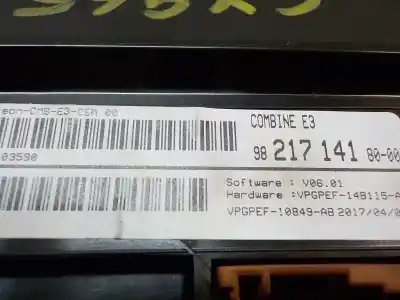 eon-CMB-E3-CEM 00
COMBINE E3
03590
98 217 141 80-00
Software : V06.01
Hardware :VPGPEF-14B115-A
VPGPEF-10849-AB 2017/04/0